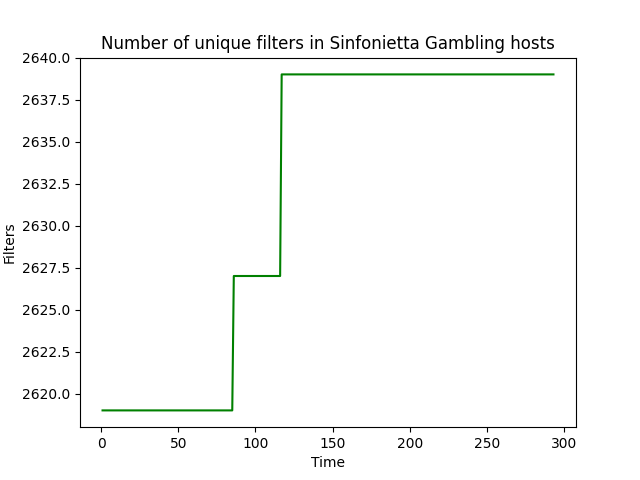 Number of unique filters in Sinfonietta Gambling hosts
2640.0
2637.5
2635.0
2632.5
2630.0
2627.5
2625.0
2622.5
2620.0
Filters
0 50 100 150 200 250 300
Time